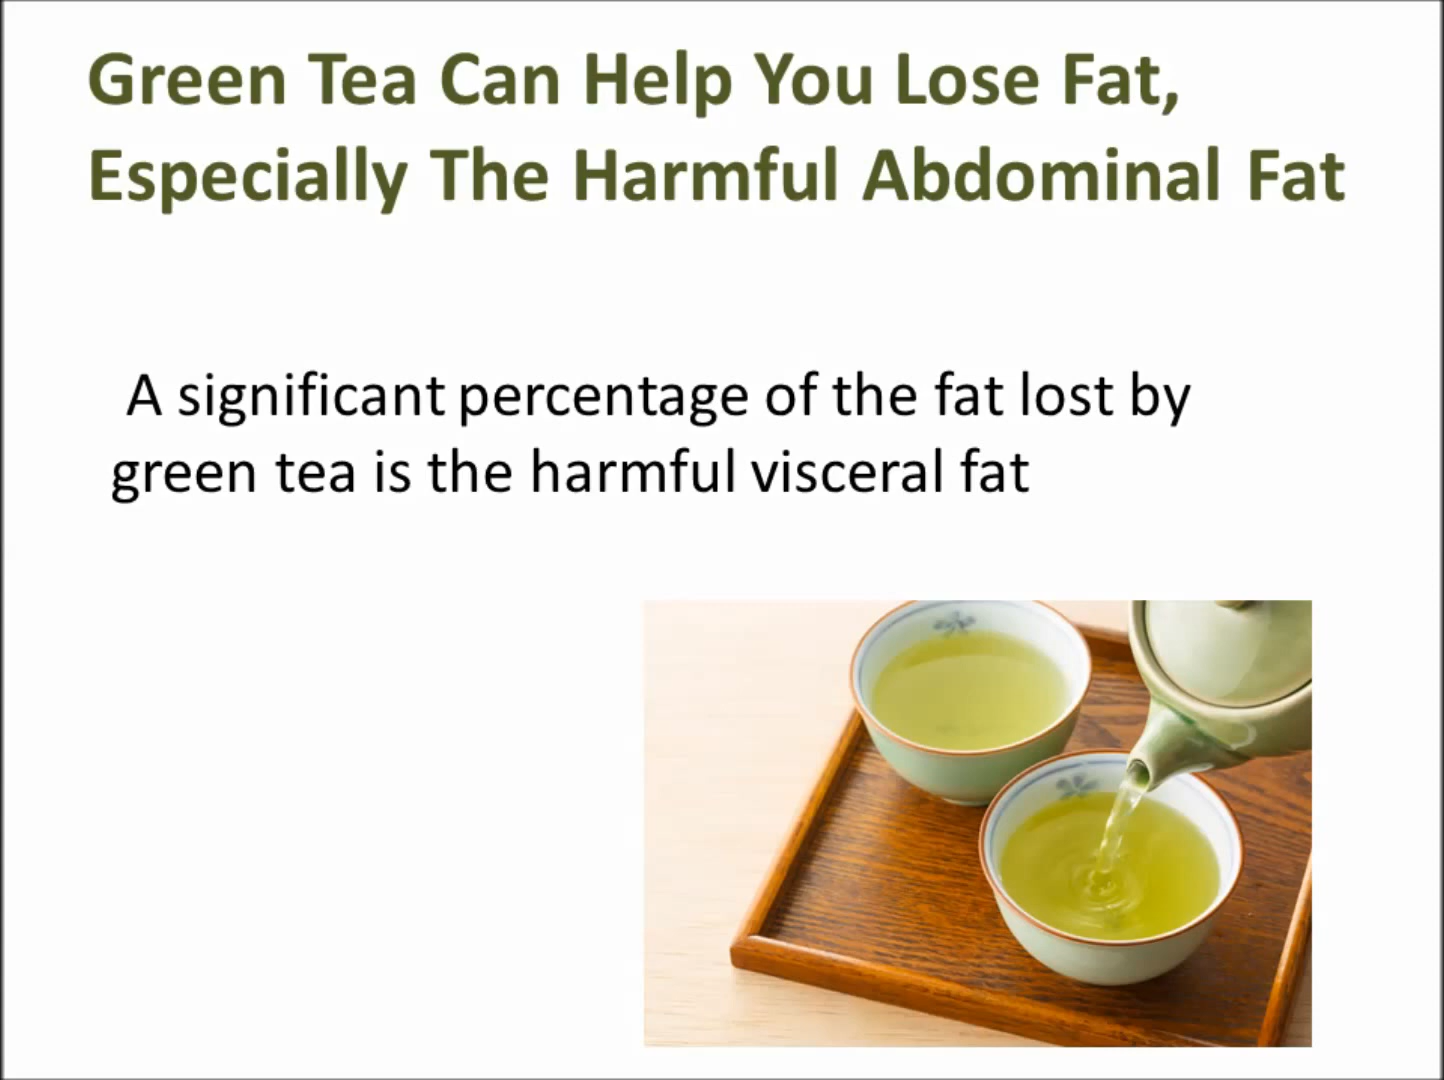 Green Tea Can Help You Lose Fat,
Especially The Harmful Abdominal Fat
A significant percentage of the fat lost by
green tea is the harmful visceral fat